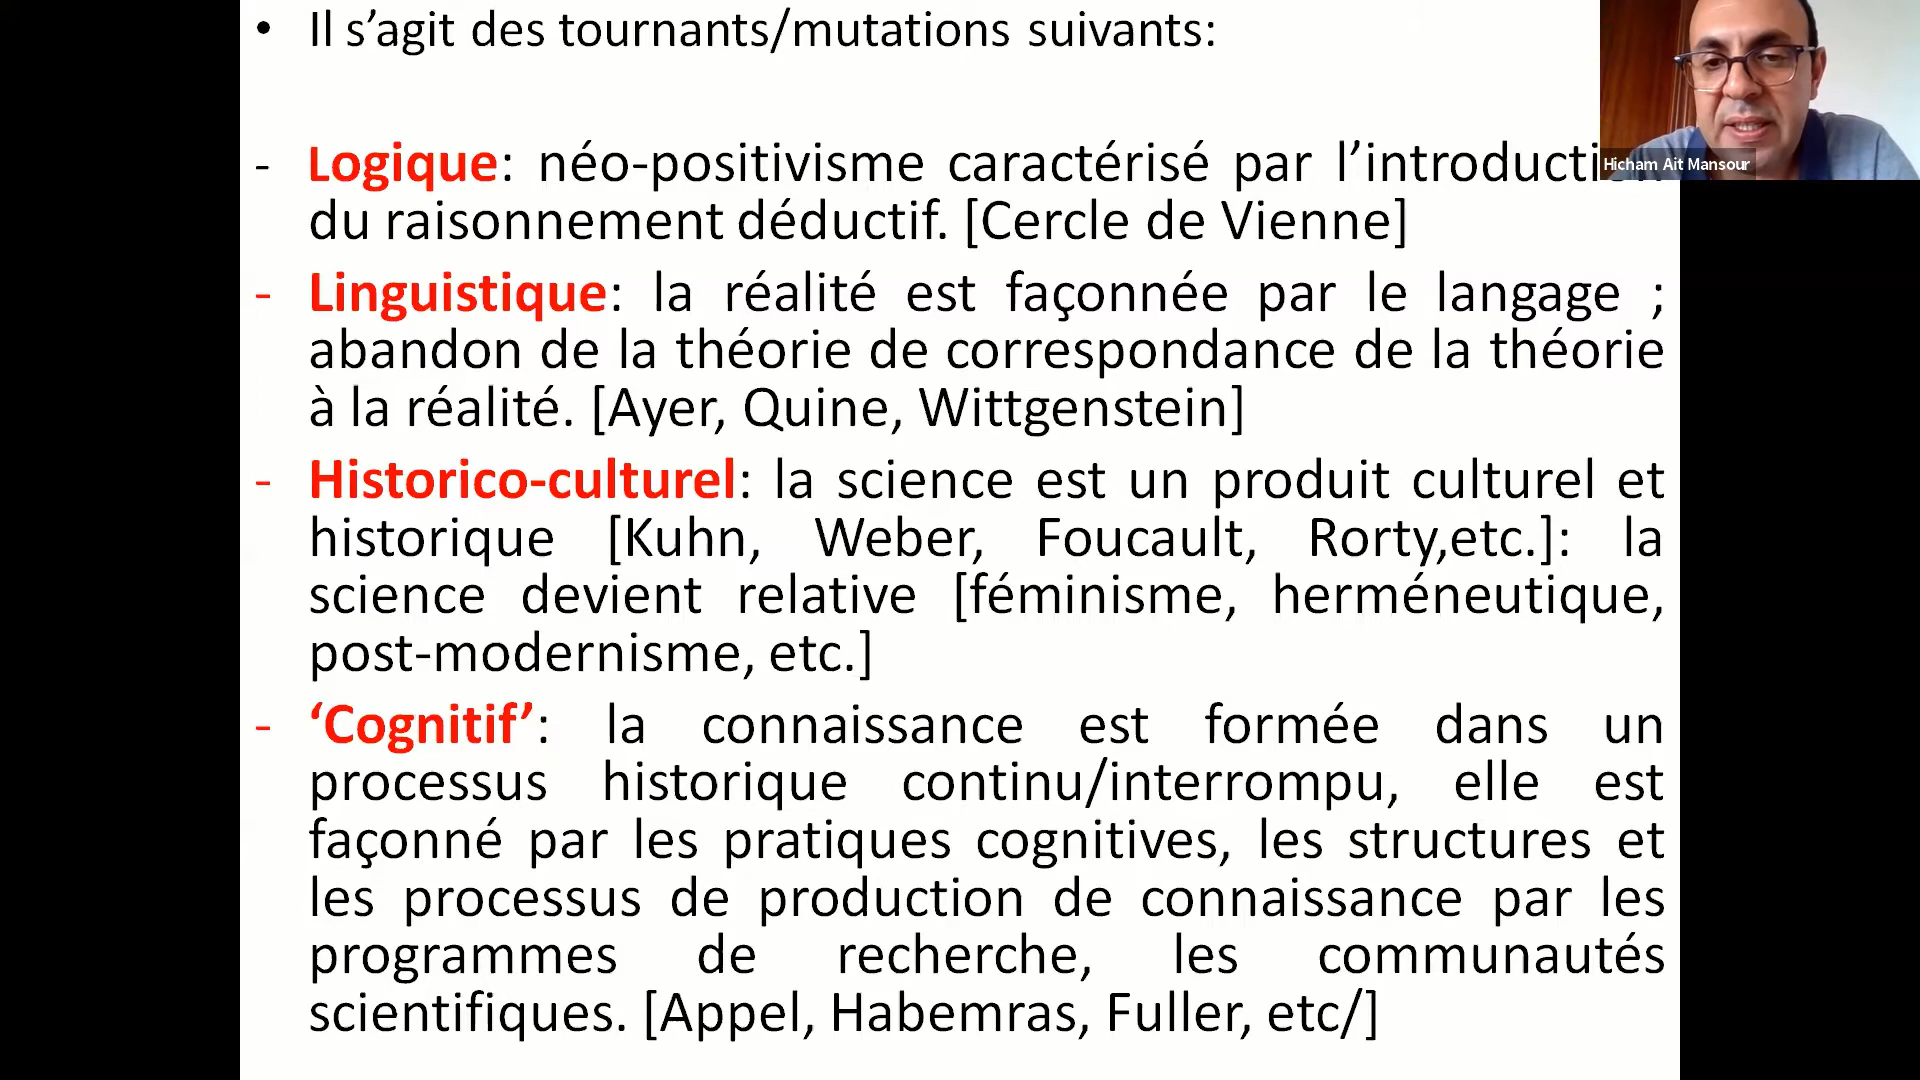 • Il s’agit des tournants/mutations suivants:
- Logique: néo-positivisme caractérisé par l’introducti
du raisonnement déductif. [Cercle de Vienne]
- Linguistique: la réalité est façonnée par le langage ;
abandon de la théorie de correspondance de la théorie
à la réalité. [Ayer, Quine, Wittgenstein]
- Historico-culturel: la science est un produit culturel et
historique [Kuhn, Weber, Foucault, Rorty,etc.]: la
science devient relative [féminisme, herméneutique,
post-modernisme, etc.]
- ‘Cognitif’: la connaissance est formée dans un
processus historique continu/interrompu, elle est
façonné par les pratiques cognitives, les structures et
les processus de production de connaissance par les
programmes de recherche, les communautés
scientifiques. [Appel, Habemras, Fuller, etc/]
Hicham Ait Mansour